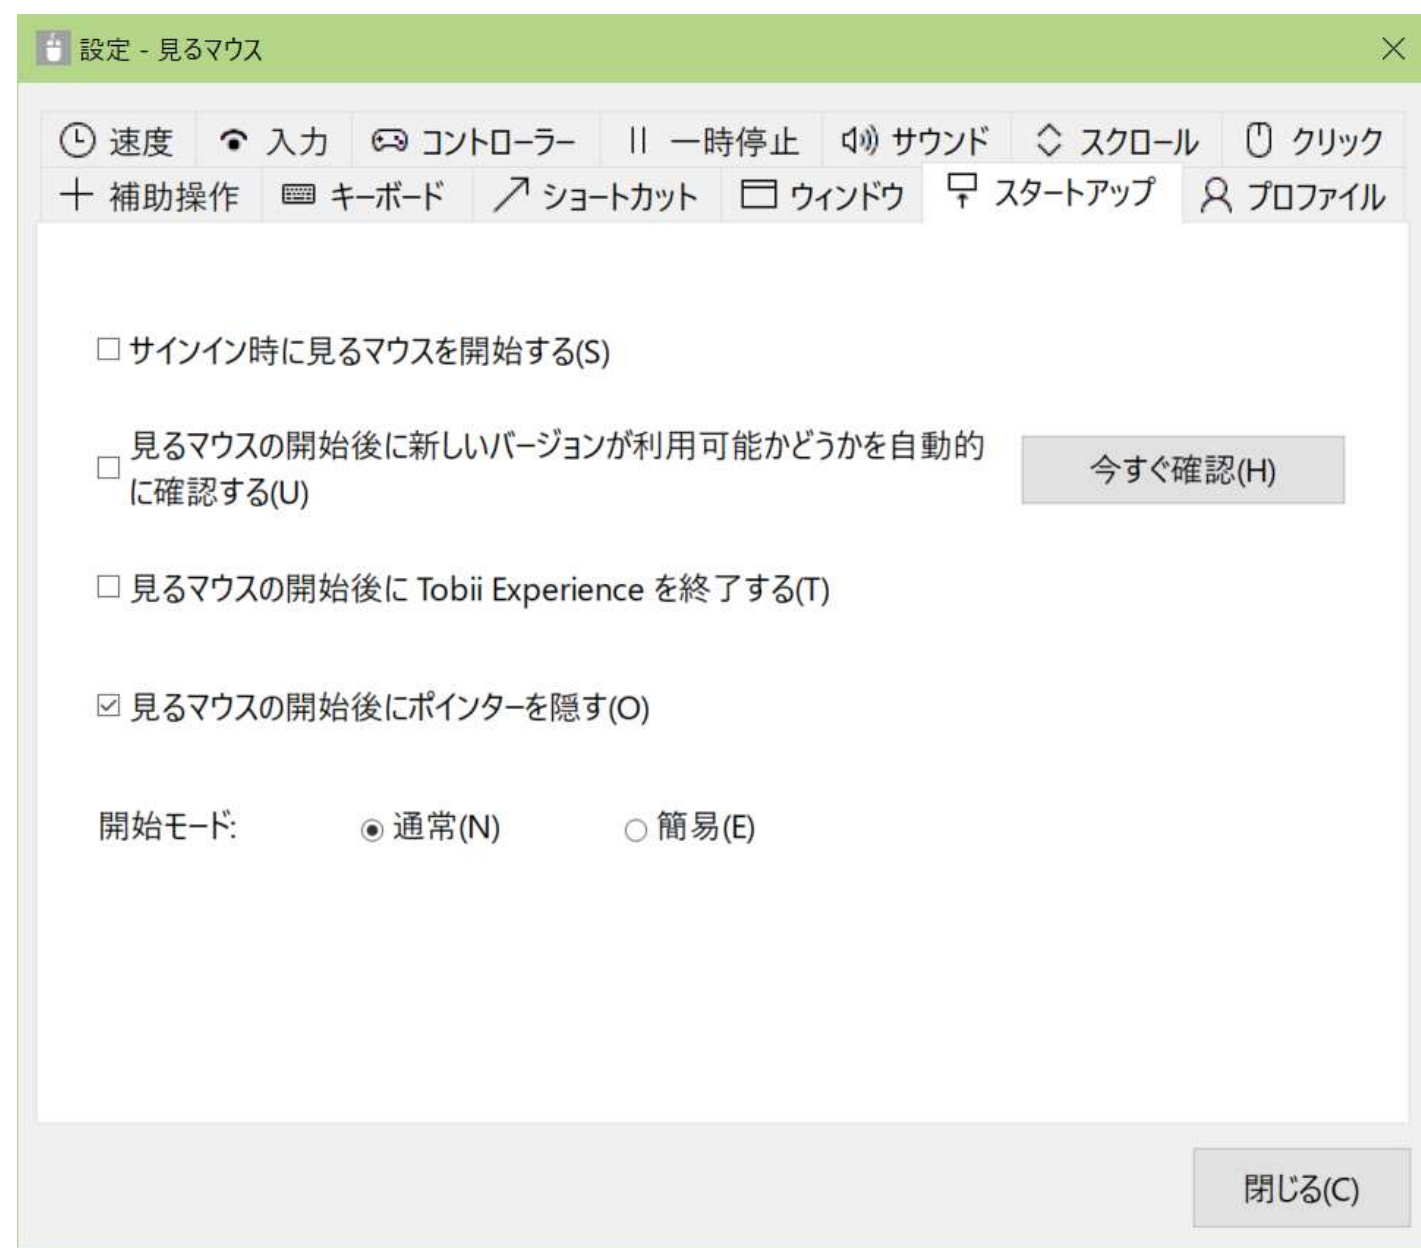 設定 - 見るマウス
速度 入力 コントローラー 一時停止 サウンド スクロール クリック
補助操作 キーボード ショートカット ウィンドウ スタートアップ プロファイル
サインイン時に見るマウスを開始する(S)
見るマウスの開始後に新しいバージョンが利用可能かどうかを自動的
に確認する(U)
今すぐ確認(H)
見るマウスの開始後に Tobii Experience を終了する(T)
見るマウスの開始後にポインターを隠す(O)
開始モード: 通常(N) 簡易(E)
閉じる(C)